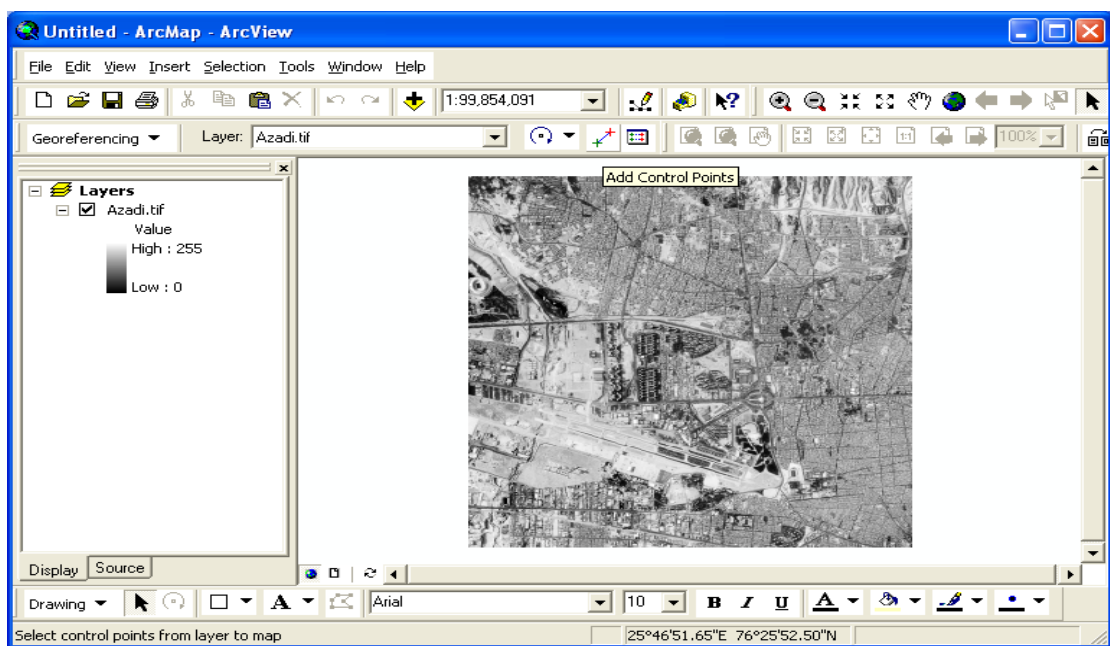 Untitled - ArcMap - ArcView
File Edit View Insert Selection Tools Window Help
1:99,854,091
Georeferencing Layer: Azadi.tif 1:1 100%
Add Control Points
Layers
Azadi.tif
Value
High : 255
Low : 0
Display Source
Drawing A Arial 10 B I U A
Select control points from layer to map 25°46'51.65"E 76°25'52.50"N